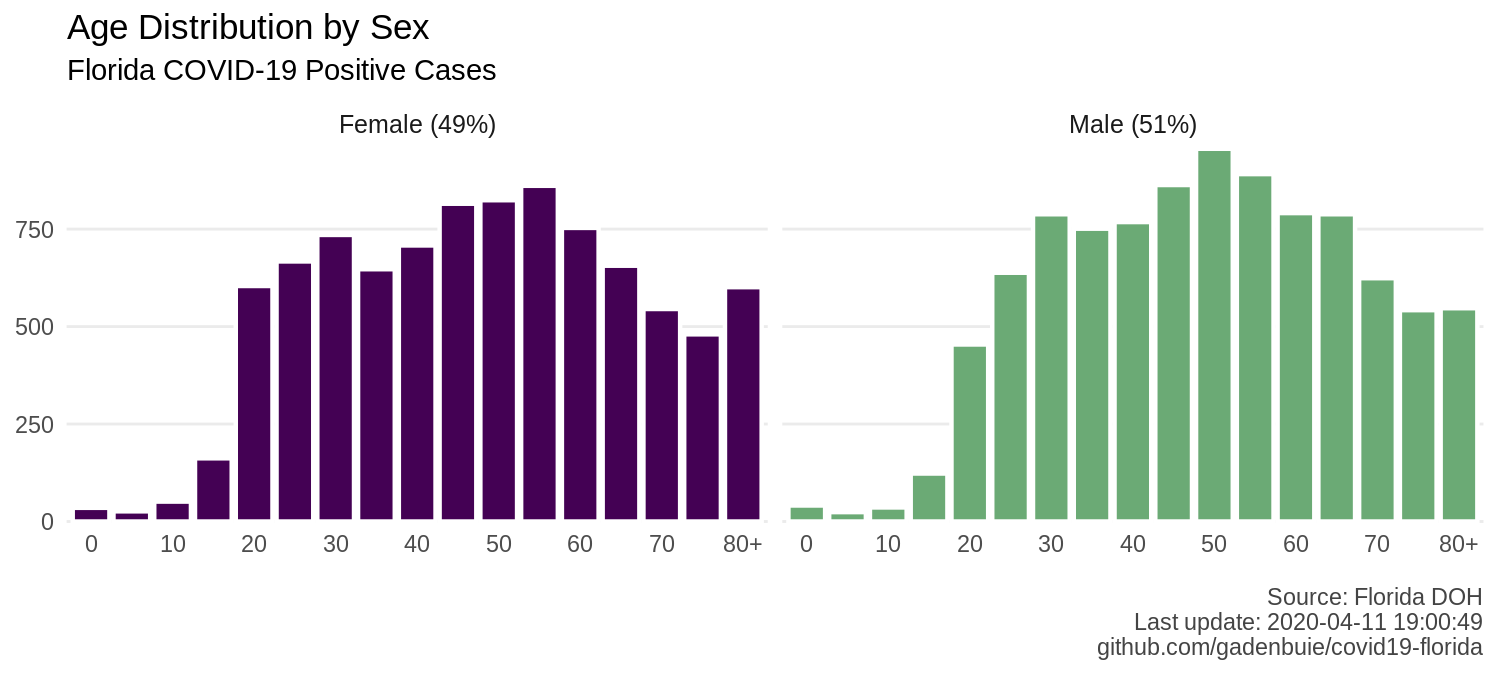 Age Distribution by Sex
Florida COVID-19 Positive Cases
Female (49%)
Male (51%)
750
500
250
0
0 10 20 30 40 50 60 70 80+
0 10 20 30 40 50 60 70 80+
Source: Florida DOH
Last update: 2020-04-11 19:00:49
github.com/gadenbuie/covid19-florida